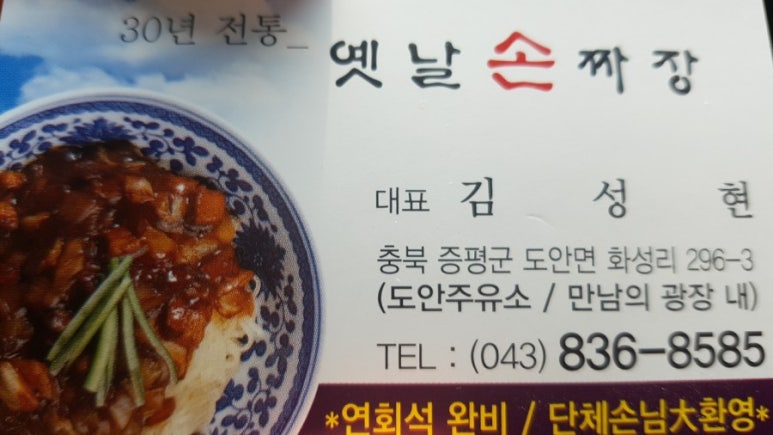 30년 전통_
옛날손짜장
대표 김성현
충북 증평군 도안면 화성리 296-3
(도안주유소 / 만남의 광장 내)
TEL : (043) 836-8585
*연회석 완비 / 단체손님大환영*